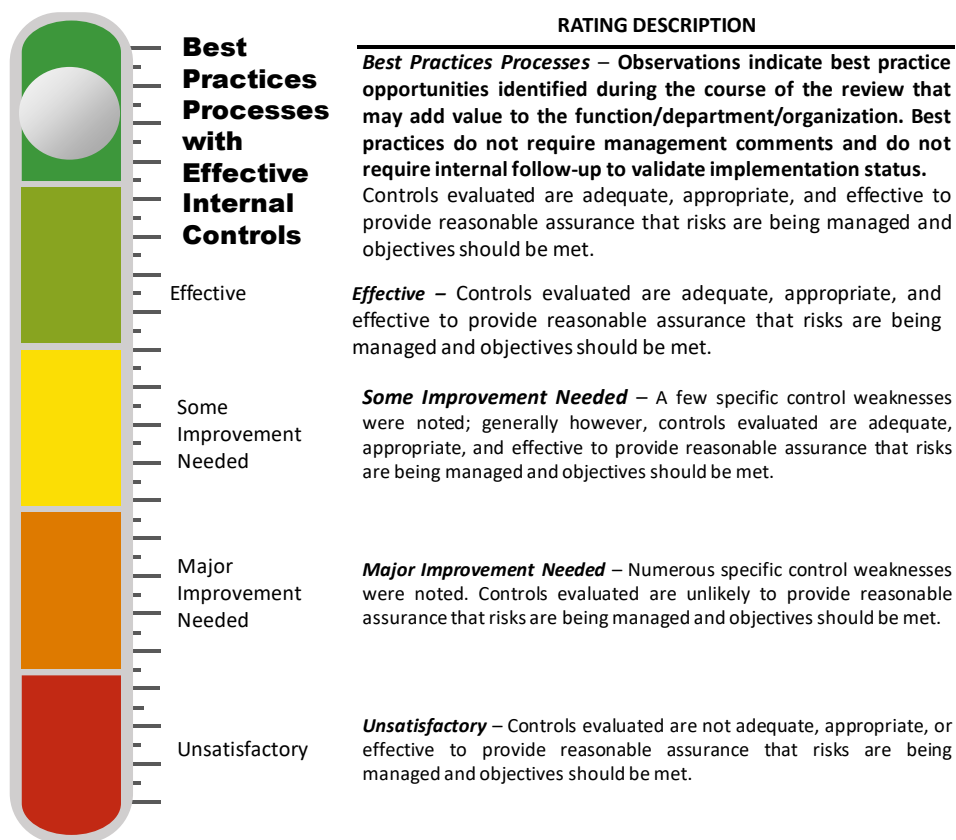 RATING DESCRIPTION
Best
Practices
Processes
with
Effective
Internal
Controls
Best Practices Processes – Observations indicate best practice
opportunities identified during the course of the review that
may add value to the function/department/organization. Best
practices do not require management comments and do not
require internal follow-up to validate implementation status.
Controls evaluated are adequate, appropriate, and effective to
provide reasonable assurance that risks are being managed and
objectives should be met.
Effective
Effective – Controls evaluated are adequate, appropriate, and
effective to provide reasonable assurance that risks are being
managed and objectives should be met.
Some
Improvement
Needed
Some Improvement Needed – A few specific control weaknesses
were noted; generally however, controls evaluated are adequate,
appropriate, and effective to provide reasonable assurance that risks
are being managed and objectives should be met.
Major
Improvement
Needed
Major Improvement Needed – Numerous specific control weaknesses
were noted. Controls evaluated are unlikely to provide reasonable
assurance that risks are being managed and objectives should be met.
Unsatisfactory
Unsatisfactory – Controls evaluated are not adequate, appropriate, or
effective to provide reasonable assurance that risks are being
managed and objectives should be met.